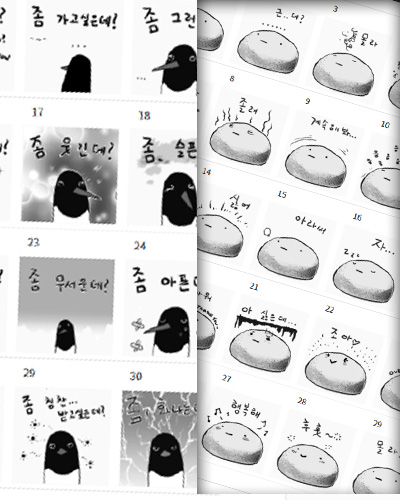 좀 가고싶은데?
좀 그런
...
17
18
좀 웃긴데?
좀, 슬픈
23
24
좀 무서운데?
좀 아픈데
29
30
좀 칭찬...
받고싶은데?
좀,
3
근..데?
몰라
8
9
10
졸려
계속해봐...
14
15
16
싫어
아라써
zzz
자...
21
22
아 싫은데...
조아♡
27
28
29
행복해
후훗~
몰라